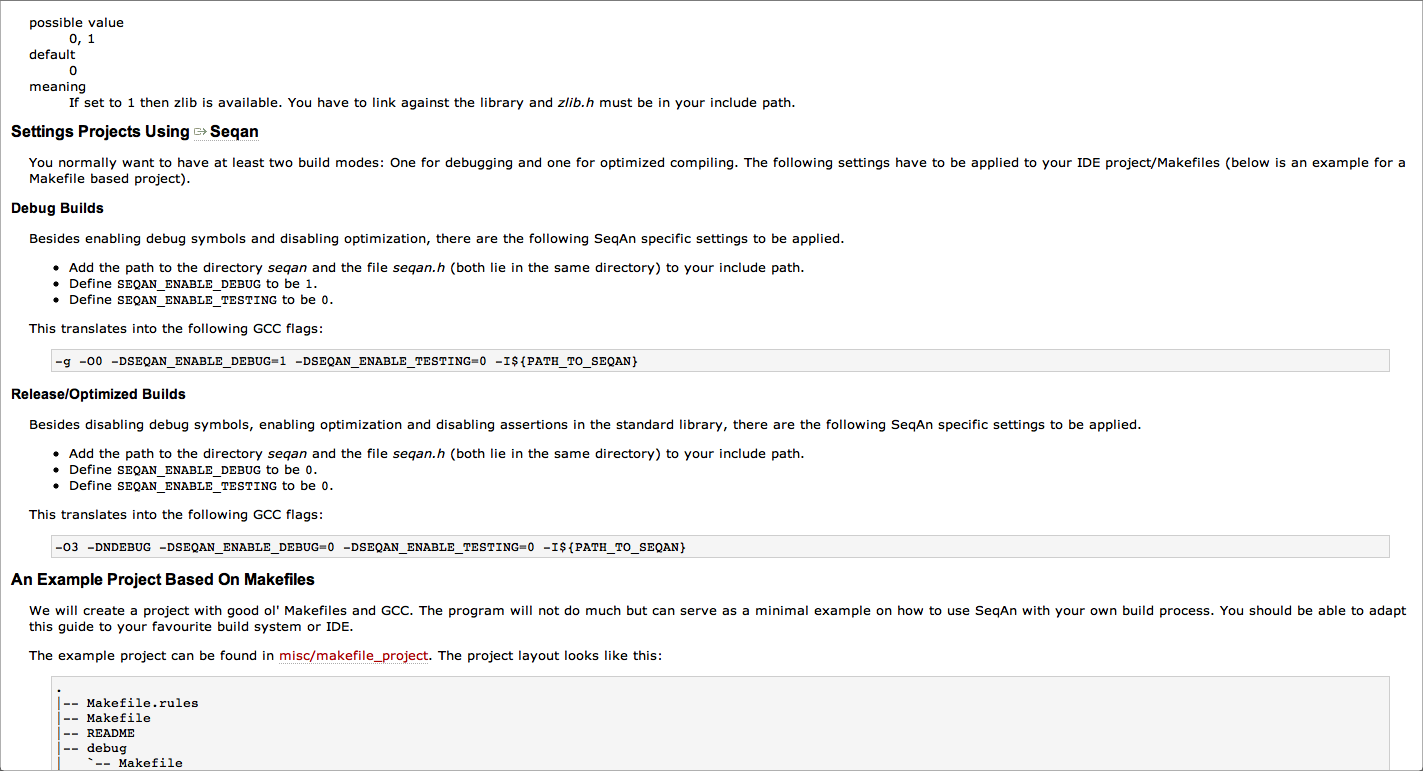 possible value
0, 1
default
0
meaning
If set to 1 then zlib is available. You have to link against the library and zlib.h must be in your include path.
Settings Projects Using Seqan
You normally want to have at least two build modes: One for debugging and one for optimized compiling. The following settings have to be applied to your IDE project/Makefiles (below is an example for a
Makefile based project).
Debug Builds
Besides enabling debug symbols and disabling optimization, there are the following SeqAn specific settings to be applied.
• Add the path to the directory seqan and the file seqan.h (both lie in the same directory) to your include path.
• Define SEQAN_ENABLE_DEBUG to be 1.
• Define SEQAN_ENABLE_TESTING to be 0.
This translates into the following GCC flags:
-g -O0 -DSEQAN_ENABLE_DEBUG=1 -DSEQAN_ENABLE_TESTING=0 -I${PATH_TO_SEQAN}
Release/Optimized Builds
Besides disabling debug symbols, enabling optimization and disabling assertions in the standard library, there are the following SeqAn specific settings to be applied.
• Add the path to the directory seqan and the file seqan.h (both lie in the same directory) to your include path.
• Define SEQAN_ENABLE_DEBUG to be 0.
• Define SEQAN_ENABLE_TESTING to be 0.
This translates into the following GCC flags:
-O3 -DNDEBUG -DSEQAN_ENABLE_DEBUG=0 -DSEQAN_ENABLE_TESTING=0 -I${PATH_TO_SEQAN}
An Example Project Based On Makefiles
We will create a project with good ol' Makefiles and GCC. The program will not do much but can serve as a minimal example on how to use SeqAn with your own build process. You should be able to adapt
this guide to your favourite build system or IDE.
The example project can be found in misc/makefile_project. The project layout looks like this:
.
|-- Makefile.rules
|-- Makefile
|-- README
|-- debug
|   `-- Makefile